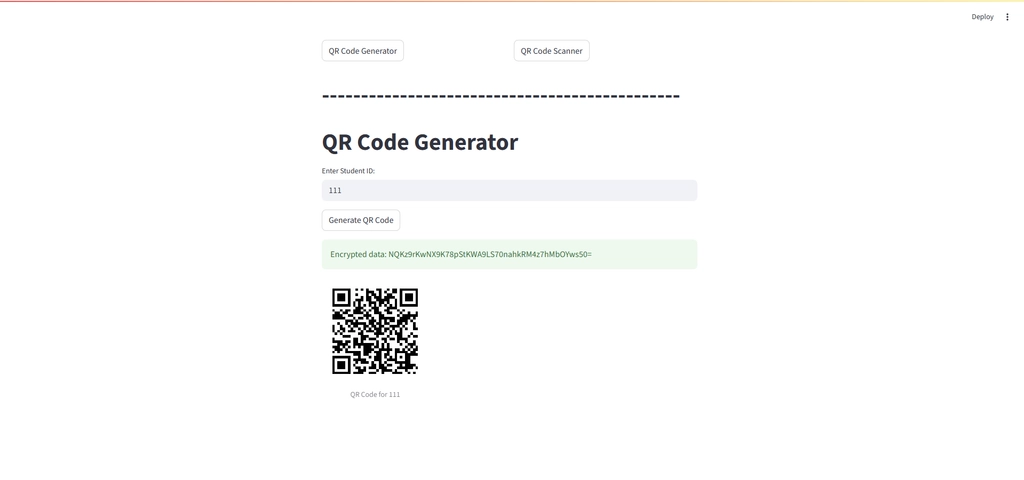 Deploy
QR Code Generator
QR Code Scanner
----------------------------------------------
QR Code Generator
Enter Student ID:
111
Generate QR Code
Encrypted data: NQKz9rKwNX9K78pStKWA9LS70nahkRM4z7hMbOYws50=
QR Code for 111